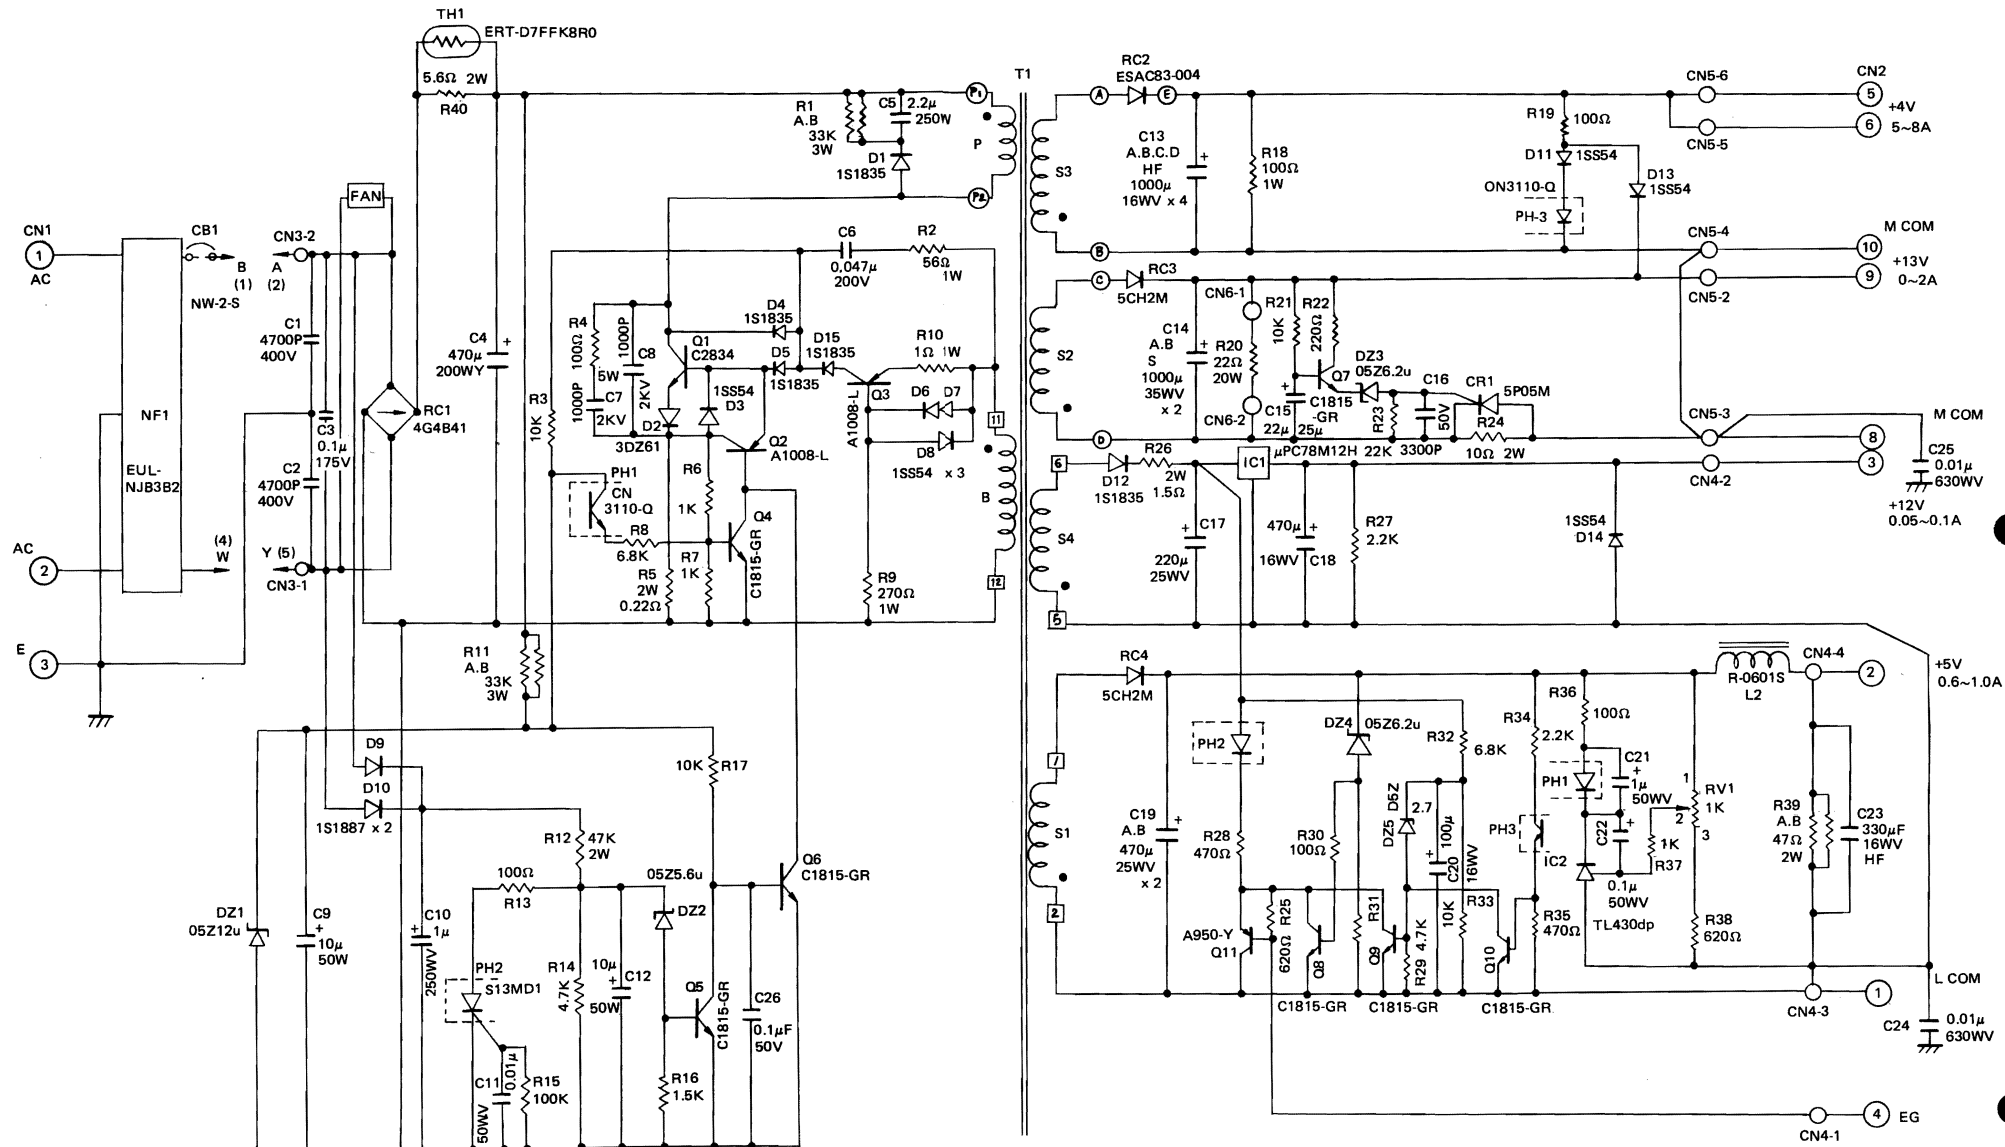 TH1
ERT-D7FFK8R0
5.6Ω 2W
R40
CN1
1
AC
AC
2
E
3
NF1
EUL-
NJB3B2
CB1
B
(1)
NW-2-S
(4)
W
CN3-2
A
(2)
Y (5)
CN3-1
FAN
C1
4700P
400V
C2
4700P
400V
C3
0.1μ
175V
RC1
4G4B41
C4
+
470μ
200WY
R1
A.B
33K
3W
C5
2.2μ
250W
D1
1S1835
P1
P
P2
T1
C6
0,047μ
200V
R2
56Ω
1W
R3
10K
R4
100Ω
5W
1000P
C8
2KV
1000P
C7
2KV
Q1
C2834
D2
3DZ61
1SS54
D3
D4
1S1835
D5
1S1835
D15
1S1835
R10
1Ω 1W
A1008-L
Q3
D6
D7
D8
1SS54 x 3
Q2
A1008-L
PH1
CN
3110-Q
R8
6.8K
R6
1K
R7
1K
R5
2W
0.22Ω
Q4
C1815-GR
R9
270Ω
1W
11
B
12
R11
A.B
33K
3W
D9
D10
1S1887 x 2
R17
10K
R12
47K
2W
100Ω
R13
05Z5.6u
DZ2
Q6
C1815-GR
DZ1
05Z12u
C9
+
10μ
50W
C10
+
1μ
250WV
PH2
S13MD1
R14
4.7K
10μ
+
C12
50W
Q5
C1815-GR
C26
0.1μF
50V
C11
0.01μ
50WV
R15
100K
R16
1.5K
S3
A
RC2
ESAC83-004
E
B
C13
+
A.B.C.D
HF
1000μ
16WV x 4
R18
100Ω
1W
R19
100Ω
D11
1SS54
ON3110-Q
PH-3
D13
1SS54
CN5-6
CN5-5
CN2
5
6
+4V
5~8A
CN5-4
10
M COM
CN5-2
9
+13V
0~2A
S2
C
RC3
5CH2M
D
C14
+
A.B
S
1000μ
35WV
x 2
CN6-1
R20
22Ω
20W
CN6-2
R21
10K
R22
220Ω
Q7
C1815
-GR
C15
+
22μ
25μ
DZ3
05Z6.2u
R23
22K
C16
50V
3300P
CR1
5P05M
R24
10Ω 2W
CN5-3
8
M COM
CN4-2
3
C25
0.01μ
630WV
+12V
0.05~0.1A
6
S4
5
D12
1S1835
R26
2W
1.5Ω
μPC78M12H
IC1
+
C17
220μ
25WV
470μ
+
16WV
C18
R27
2.2K
1SS54
D14
RC4
5CH2M
R-0601S
L2
CN4-4
2
+5V
0.6~1.0A
1
S1
2
C19
+
A.B
470μ
25WV
x 2
PH2
R28
470Ω
A950-Y
Q11
R25
620Ω
DZ4
05Z6.2u
R30
100Ω
Q8
C1815-GR
R31
Q9
C1815-GR
R29
4.7K
D5Z
2.7
DZ5
100μ
+
C20
16WV
R32
6.8K
R33
10K
Q10
C1815-GR
R34
2.2K
PH3
R35
470Ω
R36
100Ω
PH1
C21
+
1μ
50WV
C22
+
0.1μ
50WV
IC2
TL430dp
1K
R37
1
RV1
1K
2
3
R38
620Ω
R39
A.B
47Ω
2W
C23
330μF
16WV
HF
L COM
CN4-3
1
C24
0.01μ
630WV
CN4-1
4
EG